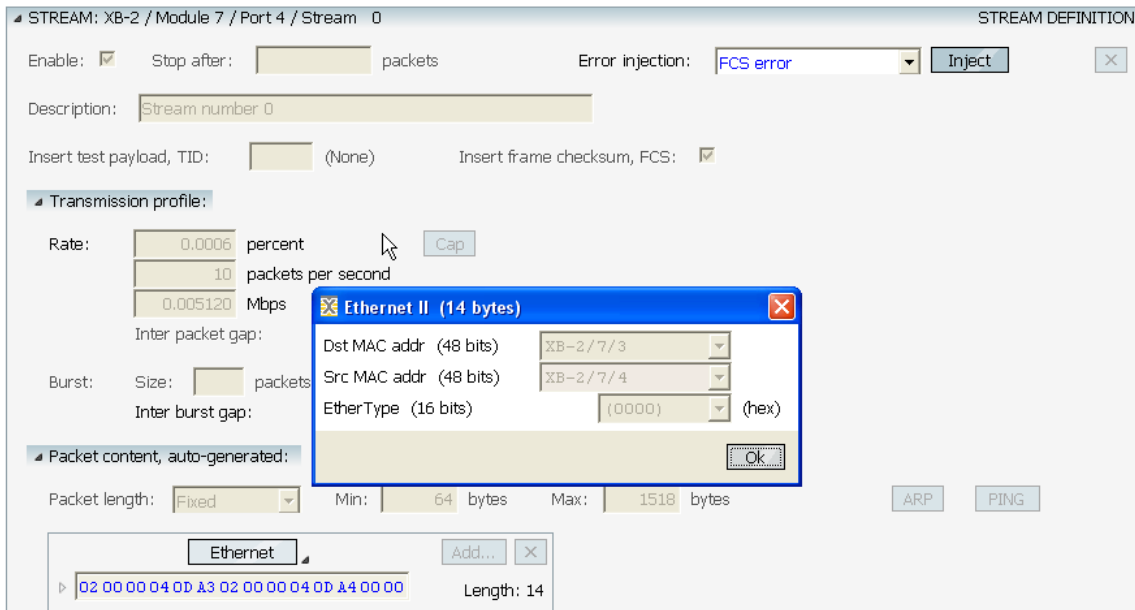 STREAM: XB-2 / Module 7 / Port 4 / Stream 0 STREAM DEFINITION
Enable: Stop after: packets Error injection: FCS error Inject
Description: Stream number 0
Insert test payload, TID: (None) Insert frame checksum, FCS:
Transmission profile:
Rate: 0.0006 percent Cap
10 packets per second
0.005120 Mbps
Inter packet gap:
Burst: Size: packets
Inter burst gap:
Ethernet II (14 bytes)
Dst MAC addr (48 bits) XB-2/7/3
Src MAC addr (48 bits) XB-2/7/4
EtherType (16 bits) (0000) (hex)
Ok
Packet content, auto-generated:
Packet length: Fixed Min: 64 bytes Max: 1518 bytes ARP PING
Ethernet Add...
02 00 00 04 0D A3 02 00 00 04 0D A4 00 00 Length: 14